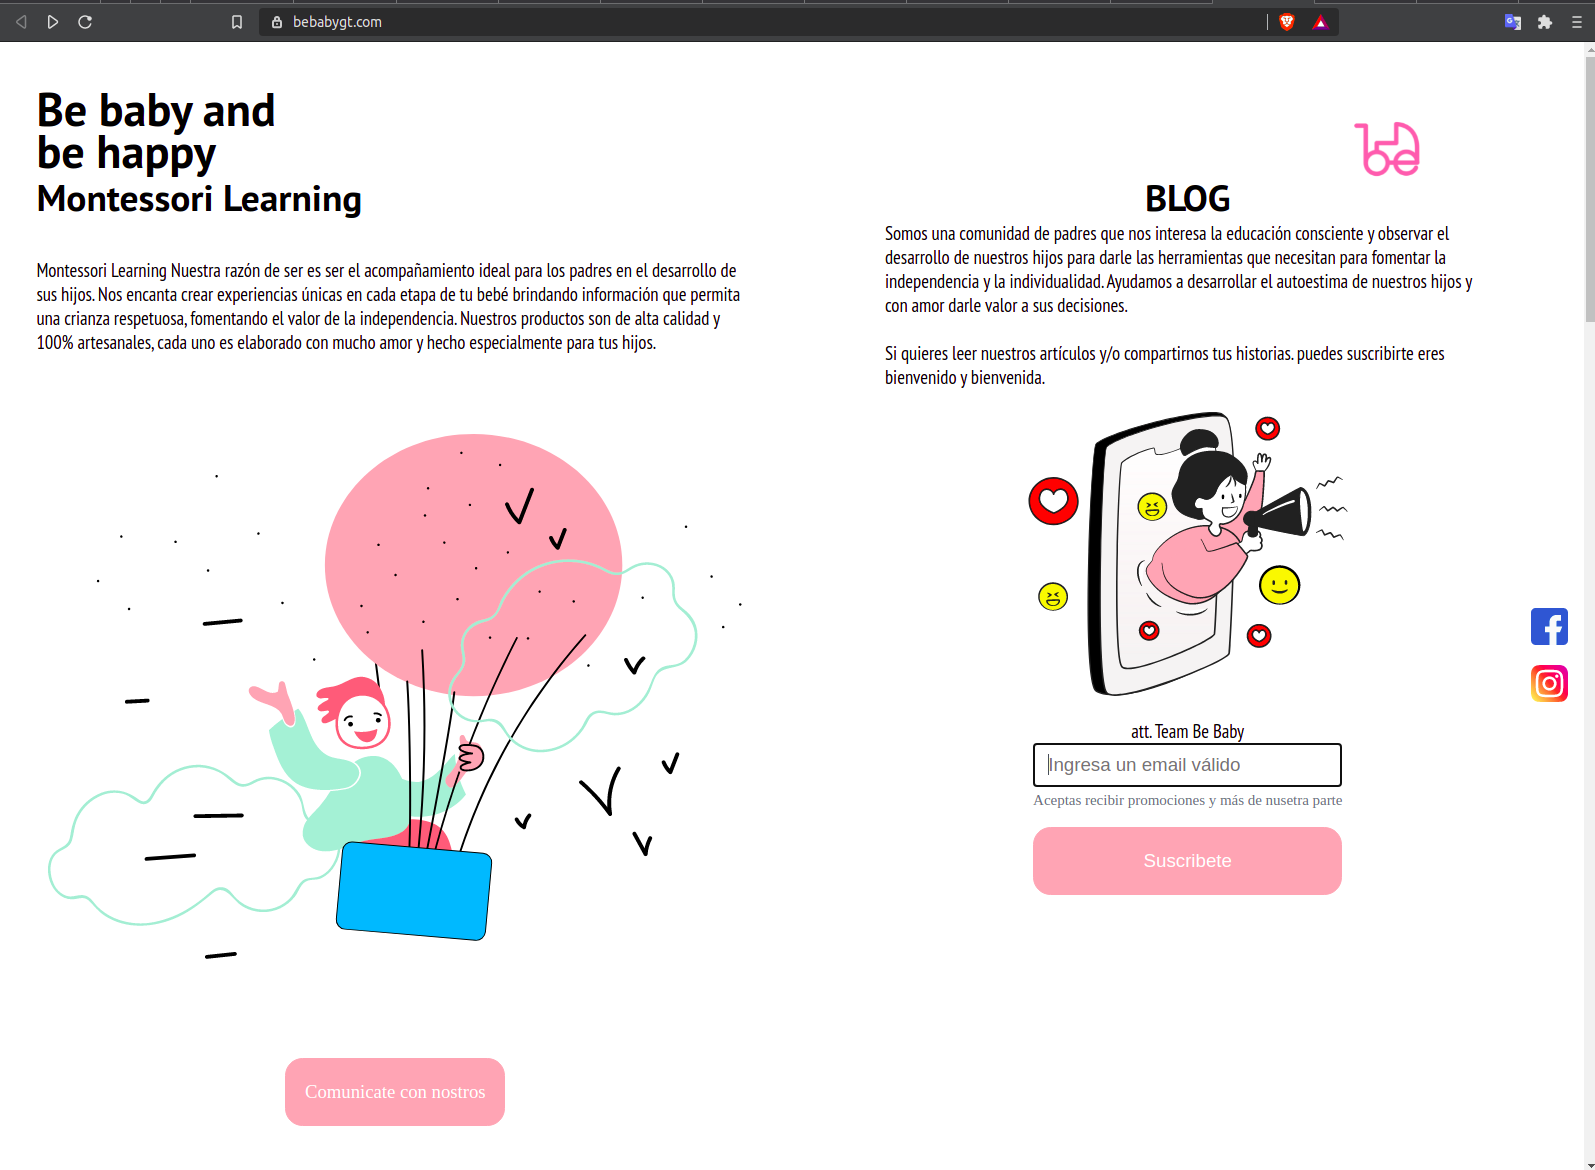 bebabygt.com
Be baby and
be happy
Montessori Learning
Montessori Learning Nuestra razón de ser es ser el acompañamiento ideal para los padres en el desarrollo de
sus hijos. Nos encanta crear experiencias únicas en cada etapa de tu bebé brindando información que permita
una crianza respetuosa, fomentando el valor de la independencia. Nuestros productos son de alta calidad y
100% artesanales, cada uno es elaborado con mucho amor y hecho especialmente para tus hijos.
Comunicate con nostros
be
BLOG
Somos una comunidad de padres que nos interesa la educación consciente y observar el
desarrollo de nuestros hijos para darle las herramientas que necesitan para fomentar la
independencia y la individualidad. Ayudamos a desarrollar el autoestima de nuestros hijos y
con amor darle valor a sus decisiones.
Si quieres leer nuestros artículos y/o compartirnos tus historias. puedes suscribirte eres
bienvenido y bienvenida.
att. Team Be Baby
Ingresa un email válido
Aceptas recibir promociones y más de nusetra parte
Suscribete